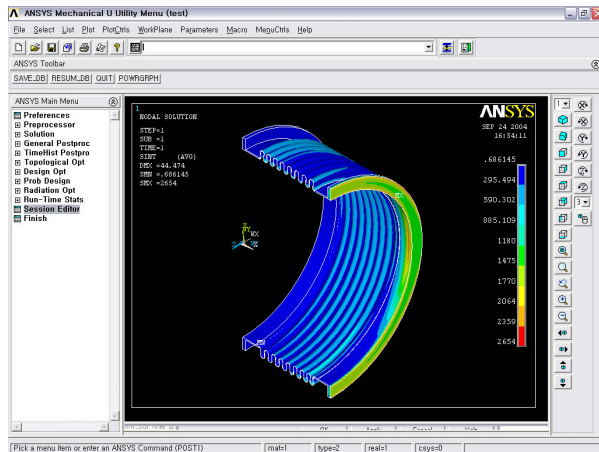 ANSYS Mechanical U Utility Menu (test)
File Select List Plot PlotCtrls WorkPlane Parameters Macro MenuCtrls Help
ANSYS Toolbar
SAVE_DB RESUM_DB QUIT POWRGRPH
ANSYS Main Menu
Preferences
Preprocessor
Solution
General Postproc
TimeHist Postpro
Topological Opt
Design Opt
Prob Design
Radiation Opt
Run-Time Stats
Session Editor
Finish
1
NODAL SOLUTION
STEP=1
SUB =1
TIME=1
SINT (AVG)
DMX =44.474
SMN =.686145
SMX =2654
ANSYS
SEP 24 2004
16:54:11
MX
MN
.686145
295.494
590.302
885.109
1180
1475
1770
2064
2359
2654
1
3
Pick a menu item or enter an ANSYS Command (POST1)
mat=1
type=2
real=1
csys=0